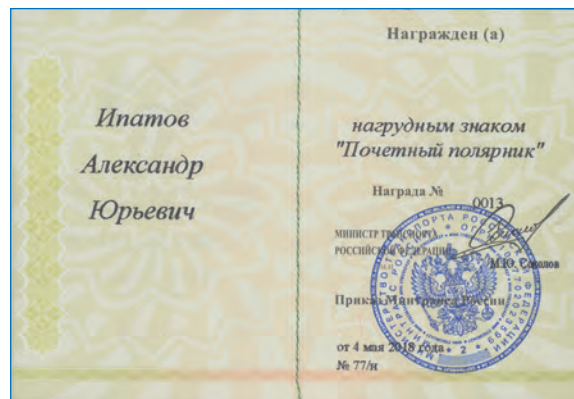 Ипатов
Александр
Юрьевич
Награжден (а)
нагрудным знаком
"Почетный полярник"
Награда № 0013
МИНИСТР ТРАНСПОРТА
РОССИЙСКОЙ ФЕДЕРАЦИИ
М.Ю. Соколов
Приказ Минтранса России
от 4 мая 2018 года
№ 77/н